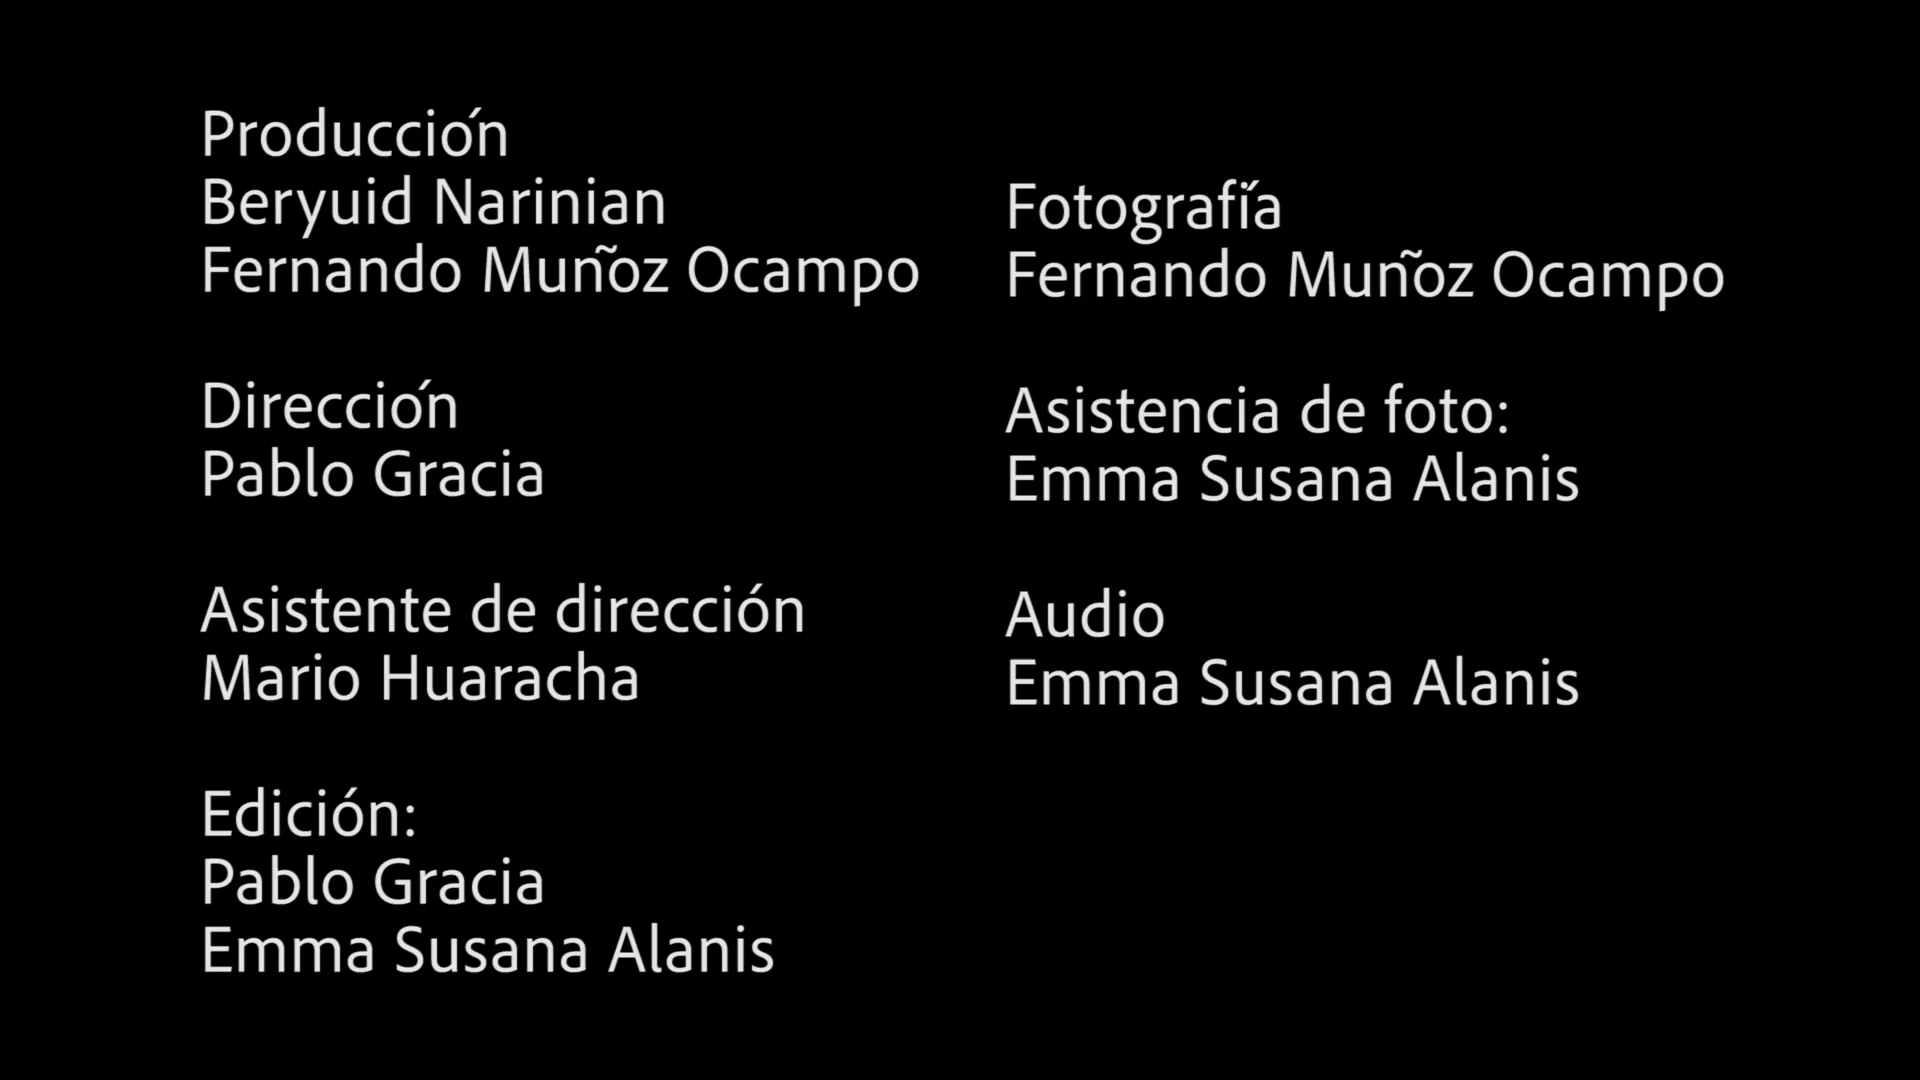 Producción
Beryuid Narinian
Fernando Muñoz Ocampo
Dirección
Pablo Gracia
Asistente de dirección
Mario Huaracha
Edición:
Pablo Gracia
Emma Susana Alanis
Fotografía
Fernando Muñoz Ocampo
Asistencia de foto:
Emma Susana Alanis
Audio
Emma Susana Alanis